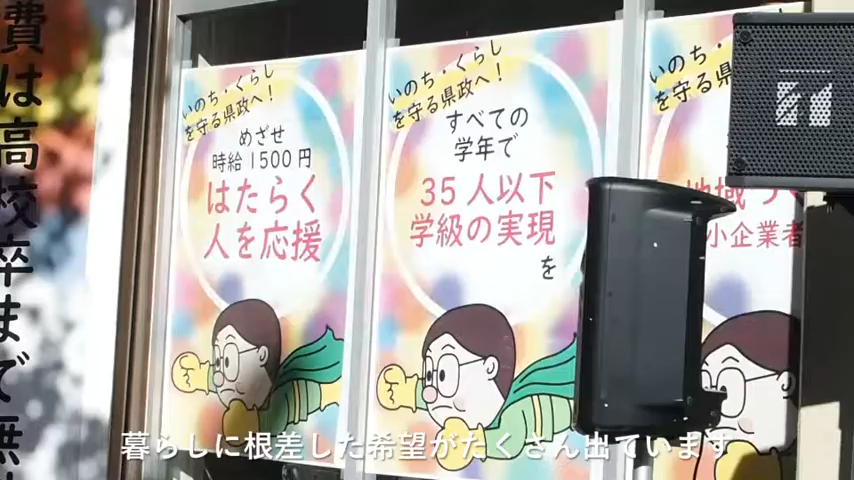 費は高校卒まで無
いのち・くらし
を守る県政へ！
めざせ
時給1500円
はたらく
人を応援
いのち・くらし
を守る県政へ！
すべての
学年で
35人以下
学級の実現
を
いのち・
を守る県
地域
小企業者
暮らしに根差した希望がたくさん出ています